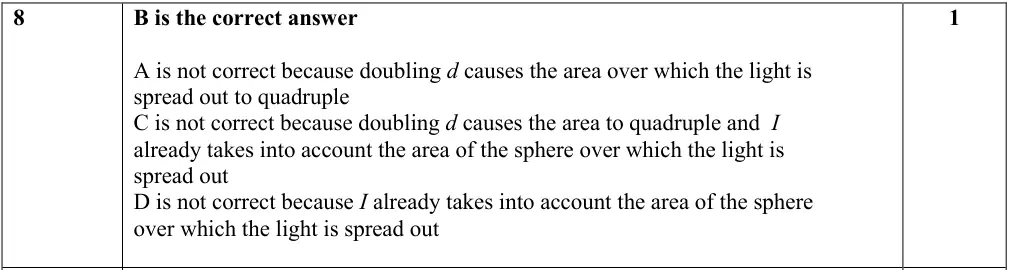 8 B is the correct answer 1
A is not correct because doubling d causes the area over which the light is
spread out to quadruple
C is not correct because doubling d causes the area to quadruple and I
already takes into account the area of the sphere over which the light is
spread out
D is not correct because I already takes into account the area of the sphere
over which the light is spread out